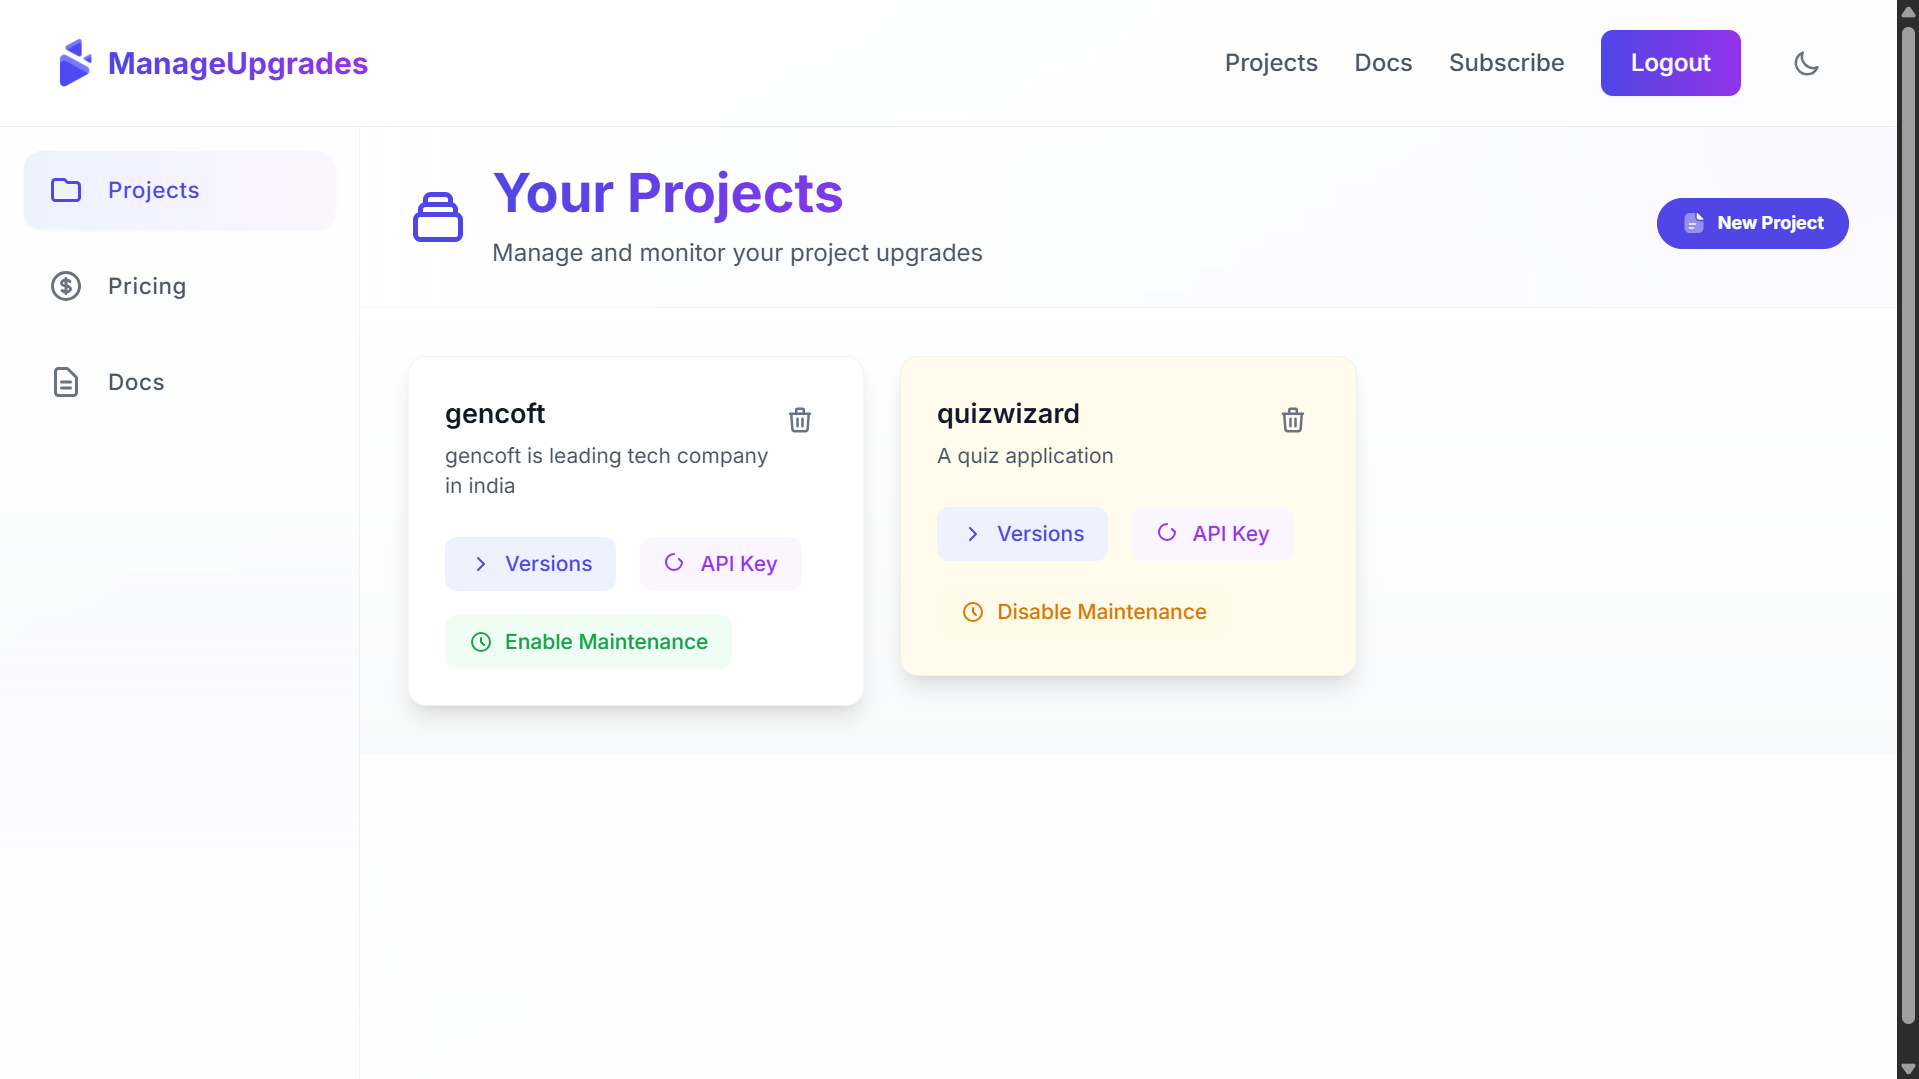 ManageUpgrades
Projects
Docs
Subscribe
Logout
Projects
Pricing
Docs
Your Projects
Manage and monitor your project upgrades
New Project
gencoft
gencoft is leading tech company
in india
Versions
API Key
Enable Maintenance
quizwizard
A quiz application
Versions
API Key
Disable Maintenance